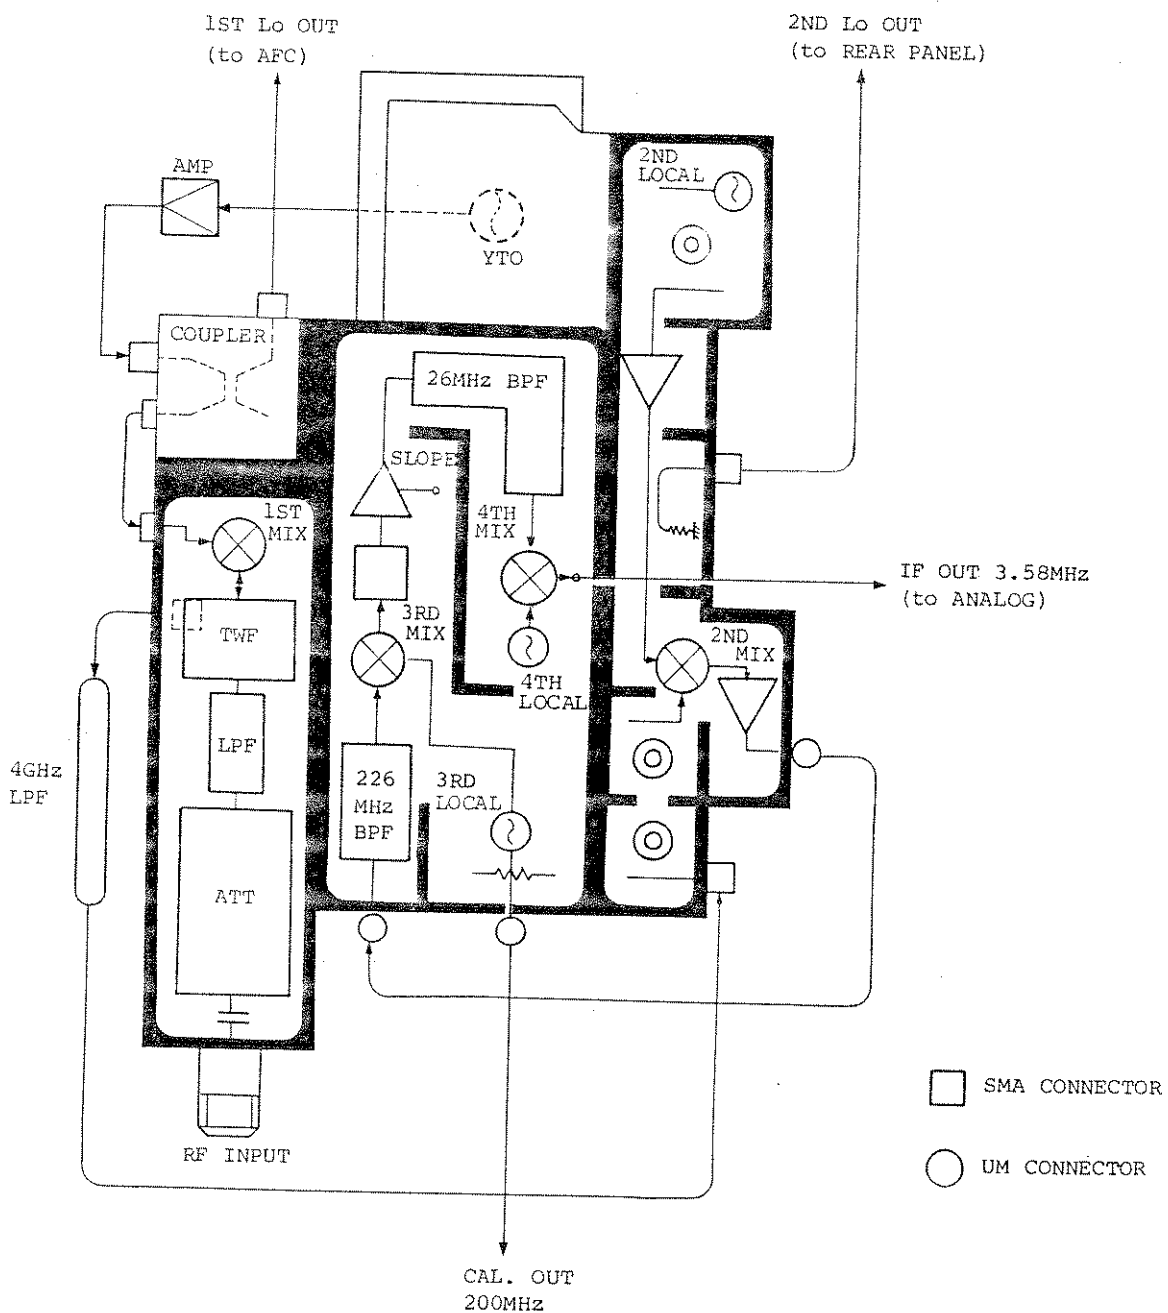 1ST Lo OUT
(to AFC)
2ND Lo OUT
(to REAR PANEL)
AMP
2ND
LOCAL
YTO
COUPLER
26MHz BPF
SLOPE
1ST
MIX
4TH
MIX
IF OUT 3.58MHz
(to ANALOG)
3RD
MIX
TWF
2ND
MIX
4TH
LOCAL
LPF
4GHz
LPF
226
MHz
BPF
3RD
LOCAL
ATT
SMA CONNECTOR
RF INPUT
UM CONNECTOR
CAL. OUT
200MHz